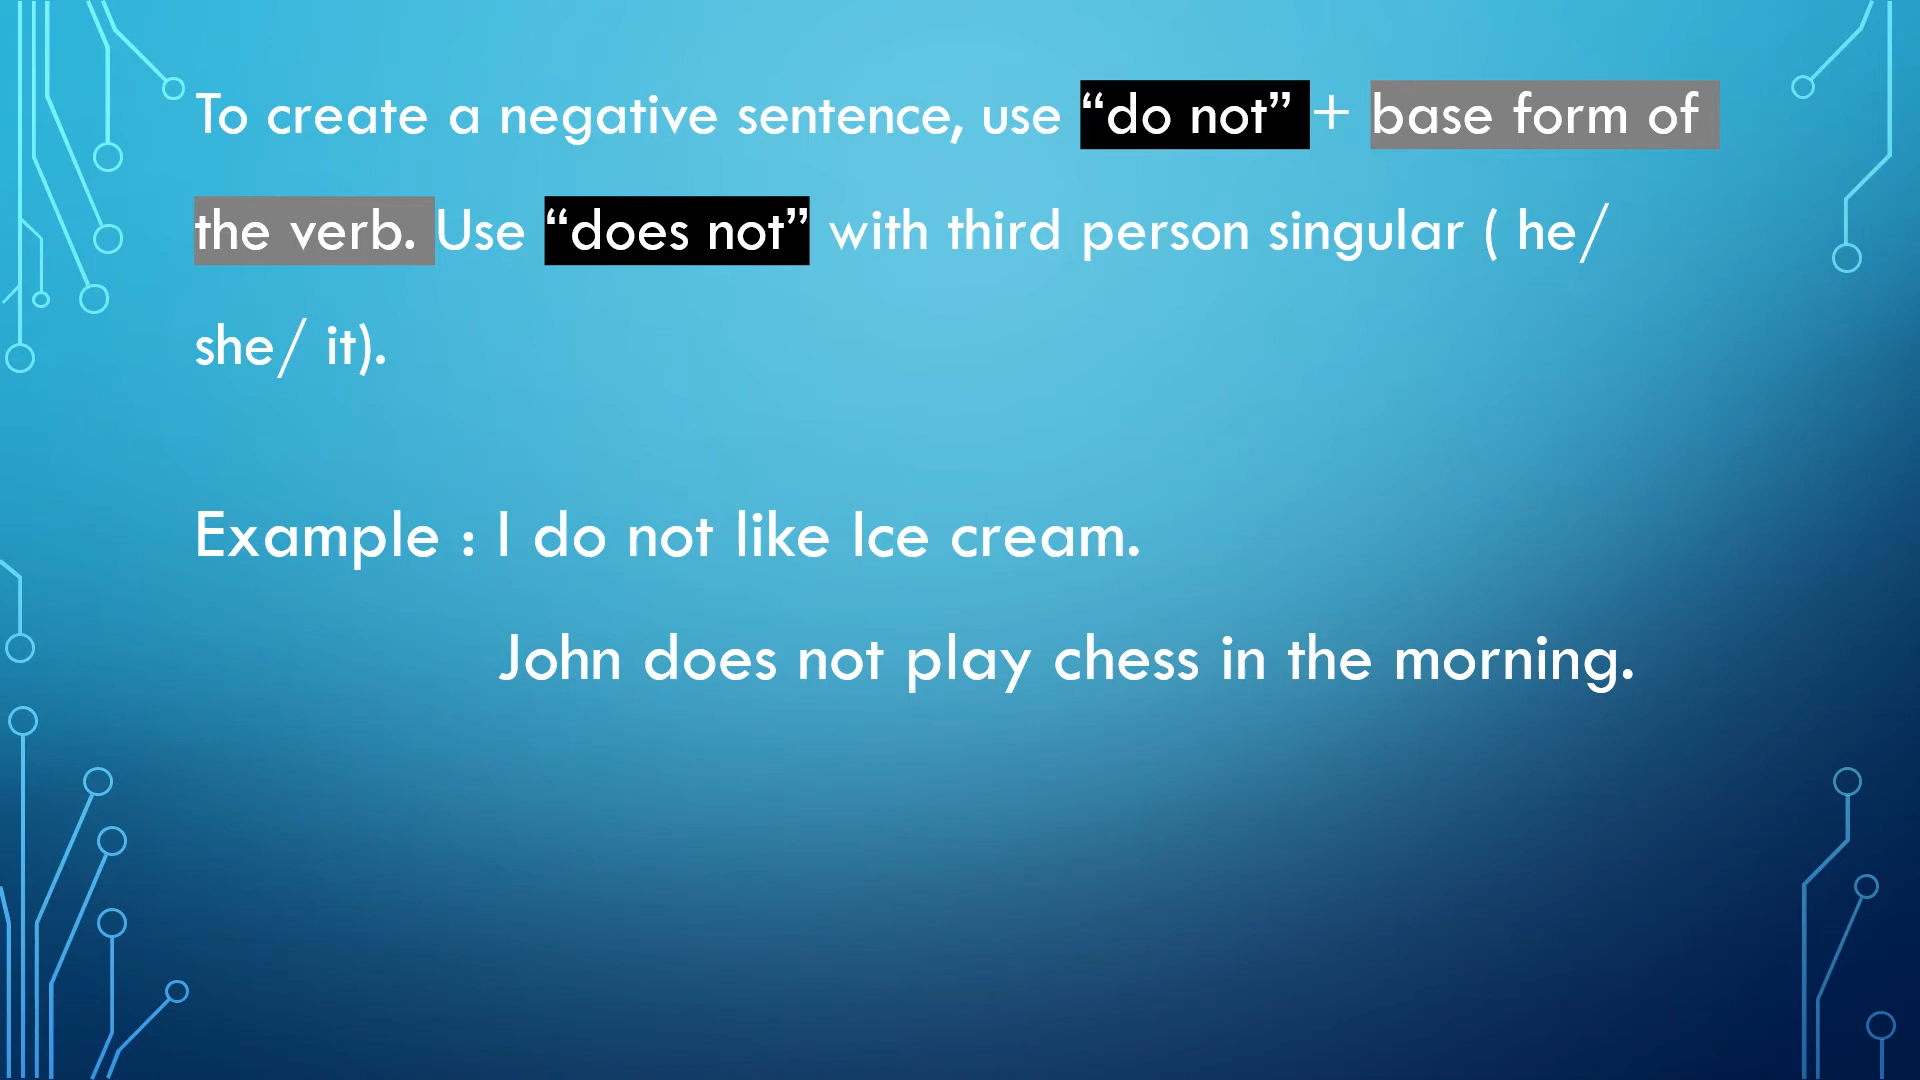 To create a negative sentence, use “do not” + base form of
the verb. Use “does not” with third person singular ( he/
she/ it).
Example : I do not like Ice cream.
John does not play chess in the morning.